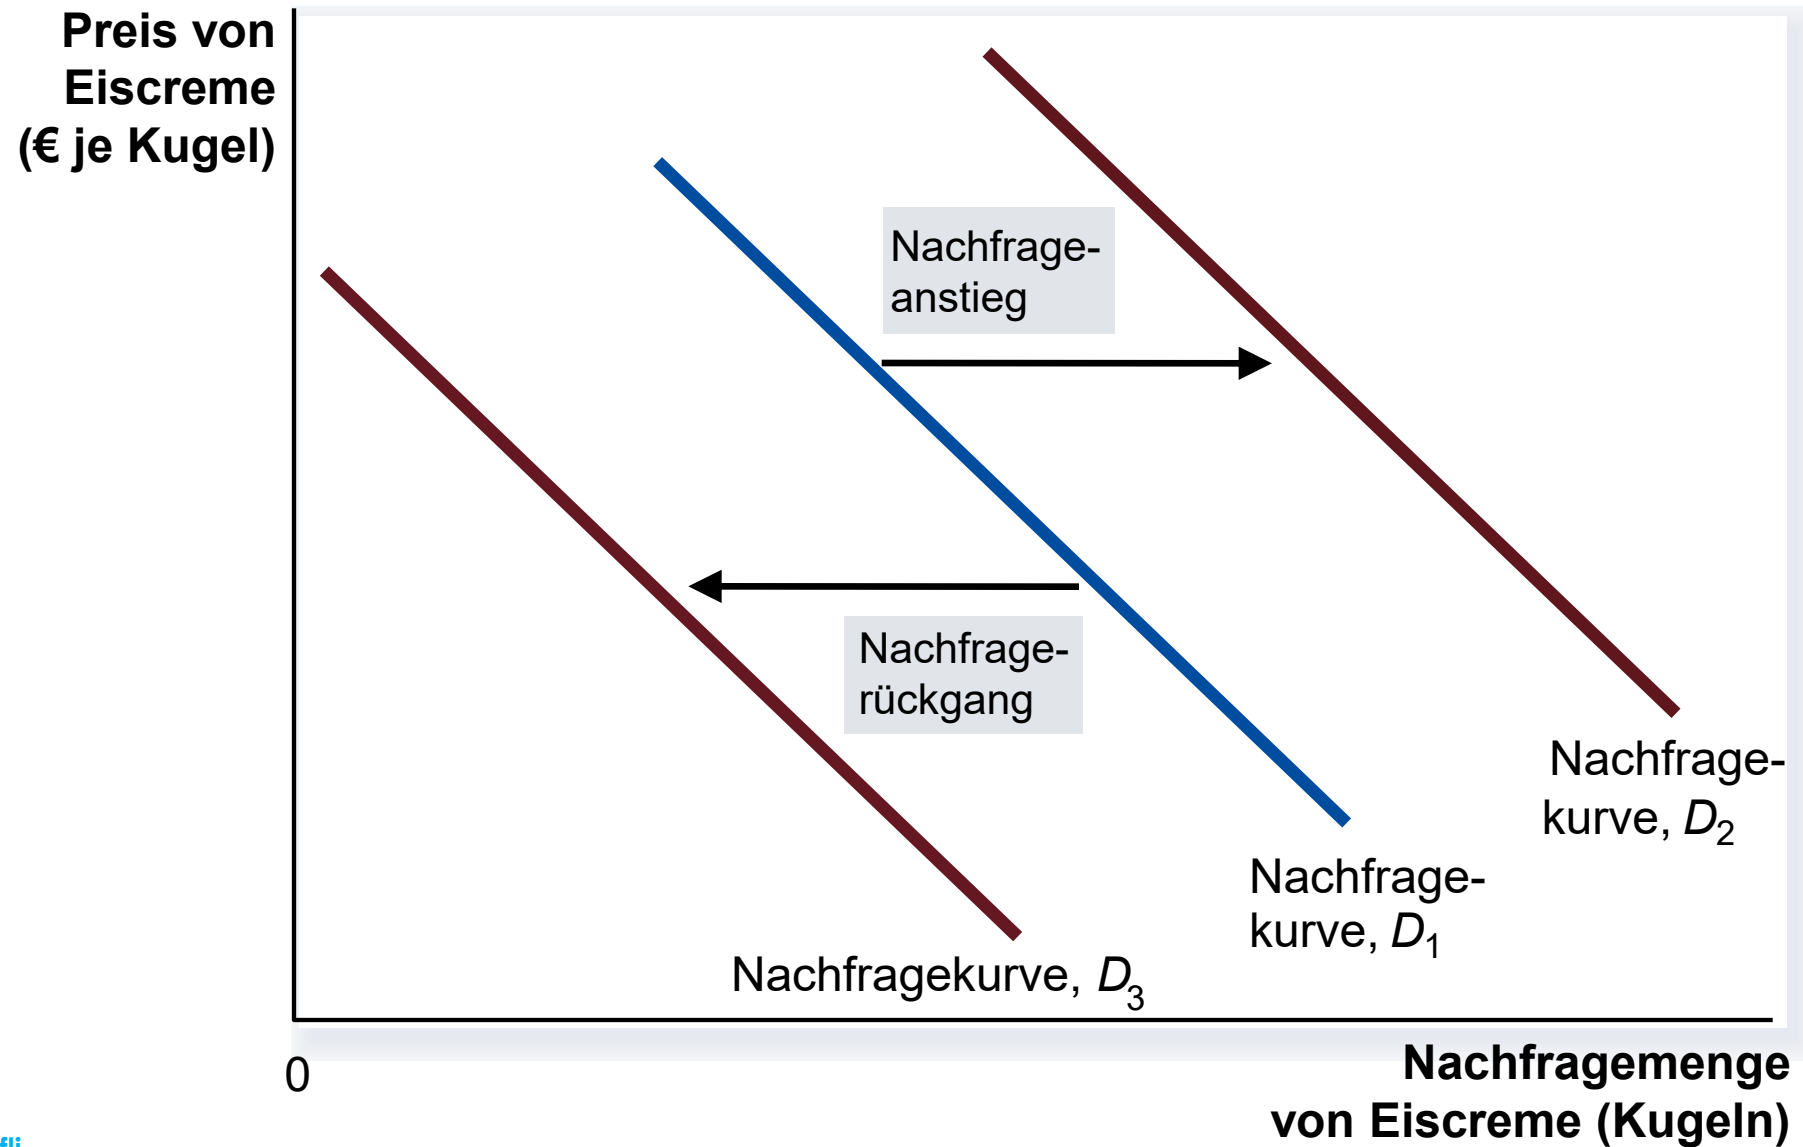 Preis von
Eiscreme
(€ je Kugel)
Nachfrage-
anstieg
Nachfrage-
rückgang
Nachfrage-
kurve, D2
Nachfrage-
kurve, D1
Nachfragekurve, D3
0
Nachfragemenge
von Eiscreme (Kugeln)